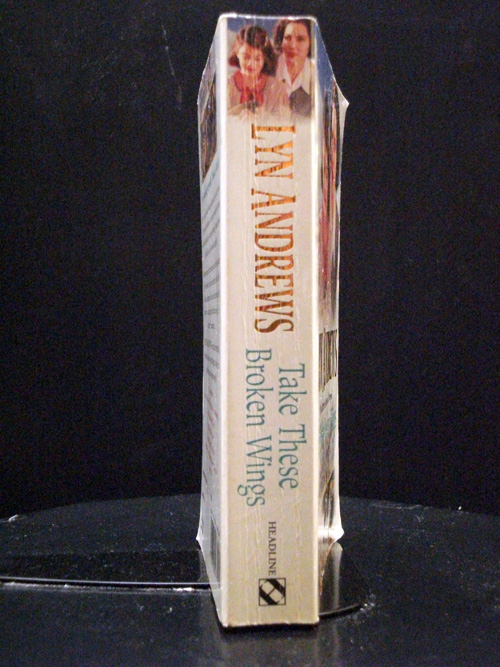 LYN ANDREWS
Take These
Broken Wings
HEADLINE